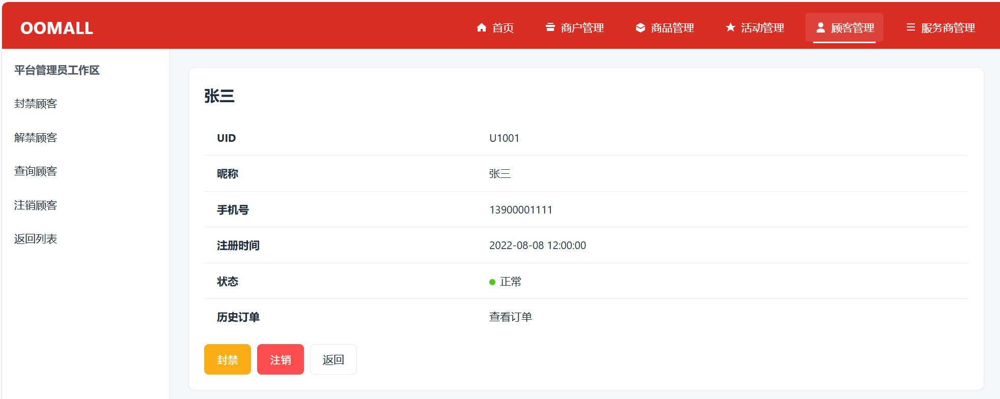 OOMALL
首页 商户管理 商品管理 活动管理 顾客管理 服务商管理
平台管理员工作区
封禁顾客
解禁顾客
查询顾客
注销顾客
返回列表
张三
UID U1001
昵称 张三
手机号 13900001111
注册时间 2022-08-08 12:00:00
状态 正常
历史订单 查看订单
封禁 注销 返回